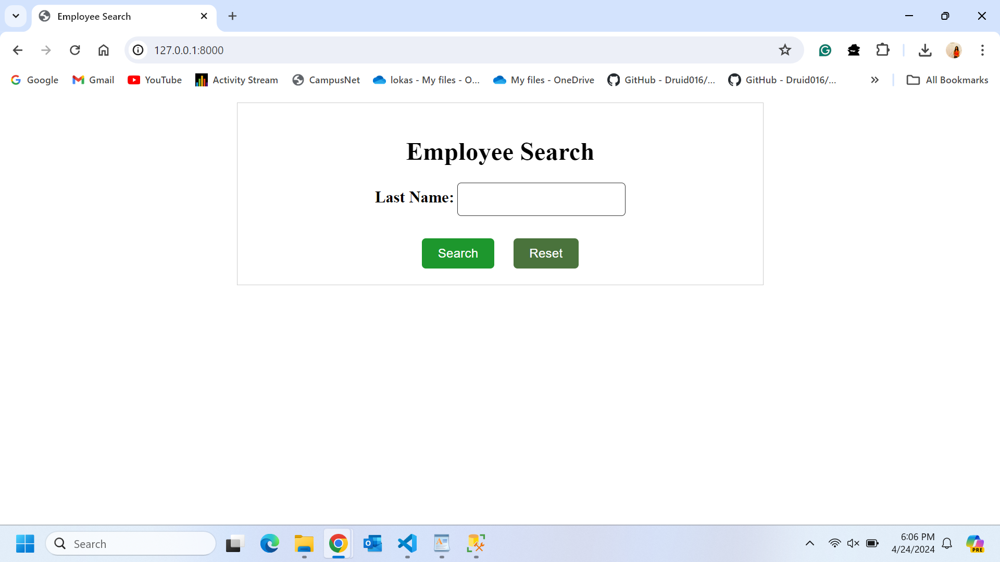 Employee Search
127.0.0.1:8000
Google Gmail YouTube Activity Stream CampusNet lokas - My files - O... My files - OneDrive GitHub - Druid016/... GitHub - Druid016/... All Bookmarks
Employee Search
Last Name:
Search Reset
Search
6:06 PM
4/24/2024
PRE